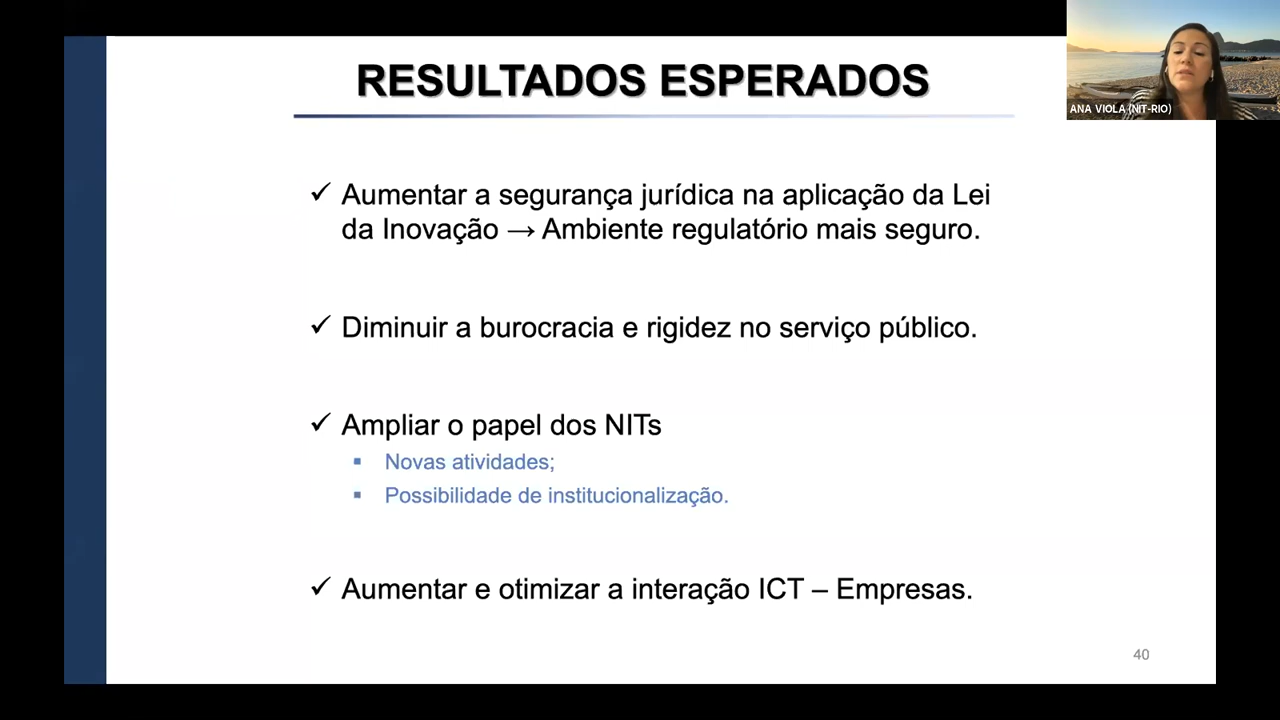 RESULTADOS ESPERADOS
ANA VIOLA (NIT-RIO)
✓ Aumentar a segurança jurídica na aplicação da Lei
da Inovação → Ambiente regulatório mais seguro.
✓ Diminuir a burocracia e rigidez no serviço público.
✓ Ampliar o papel dos NITs
▪ Novas atividades;
▪ Possibilidade de institucionalização.
✓ Aumentar e otimizar a interação ICT – Empresas.
40